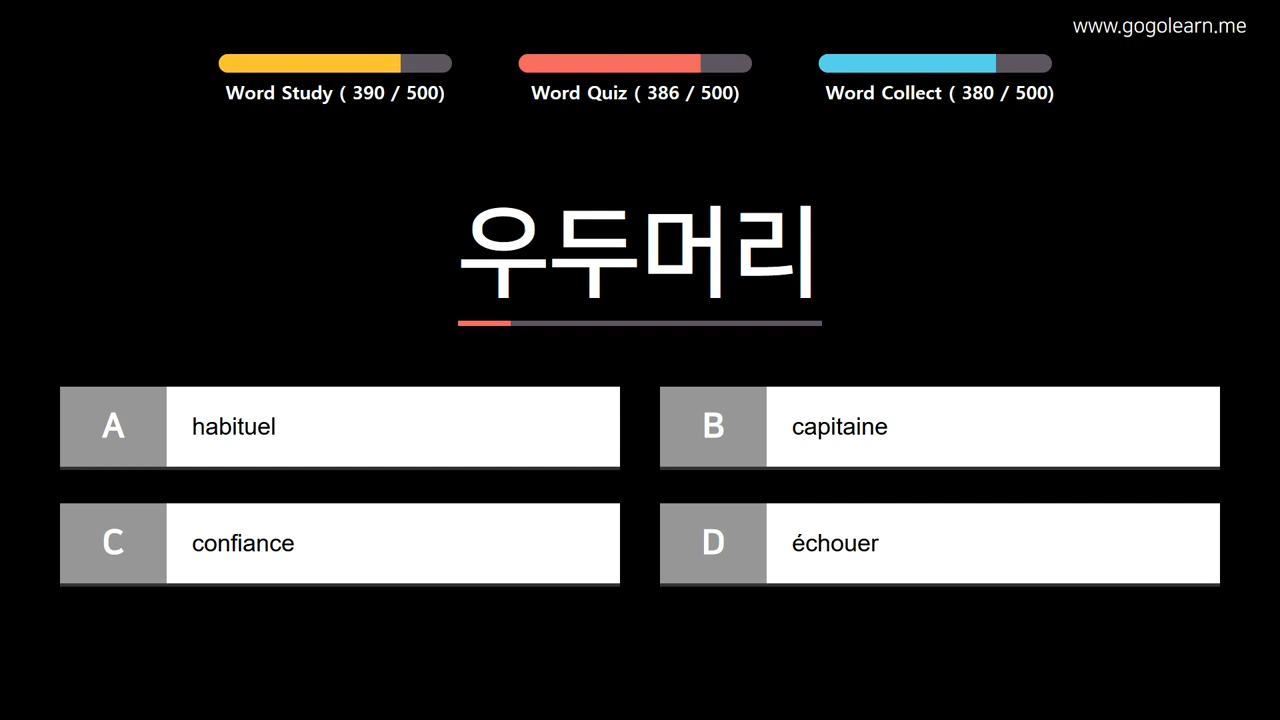 www.gogolearn.me
Word Study ( 390 / 500)
Word Quiz ( 386 / 500)
Word Collect ( 380 / 500)
우두머리
A habituel
B capitaine
C confiance
D échouer